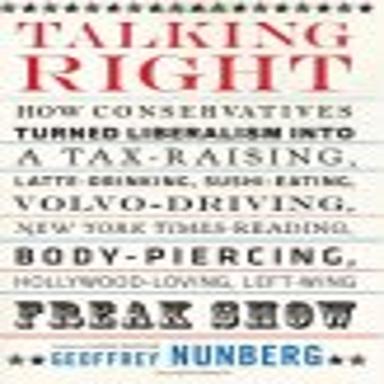 TALKING
RIGHT
HOW CONSERVATIVES
TURNED LIBERALISM INTO
A TAX-RAISING,
LATTE-DRINKING, SUSHI-EATING,
VOLVO-DRIVING,
NEW YORK TIMES-READING,
BODY-PIERCING,
HOLLYWOOD-LOVING, LEFT-WING
FREAK SHOW
GEOFFREY NUNBERG